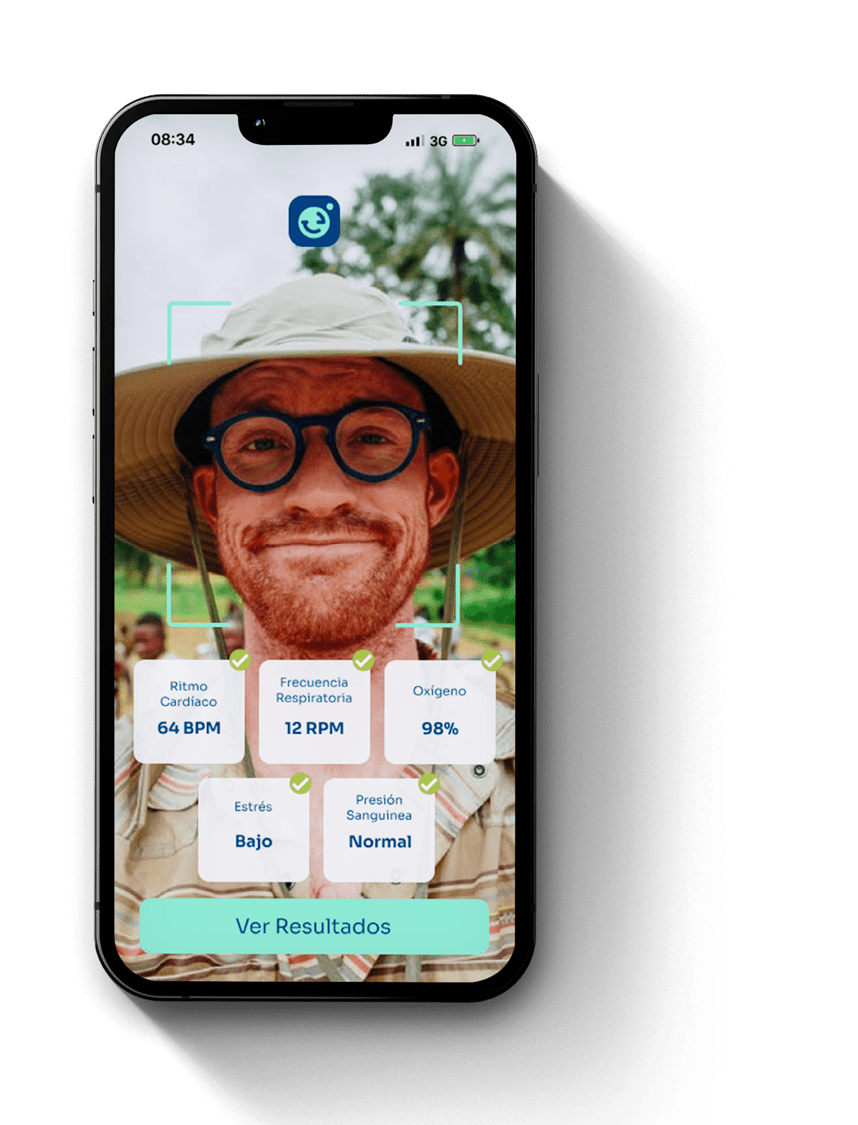 08:34 3G
Ritmo
Cardíaco
64 BPM
Frecuencia
Respiratoria
12 RPM
Oxígeno
98%
Estrés
Bajo
Presión
Sanguinea
Normal
Ver Resultados